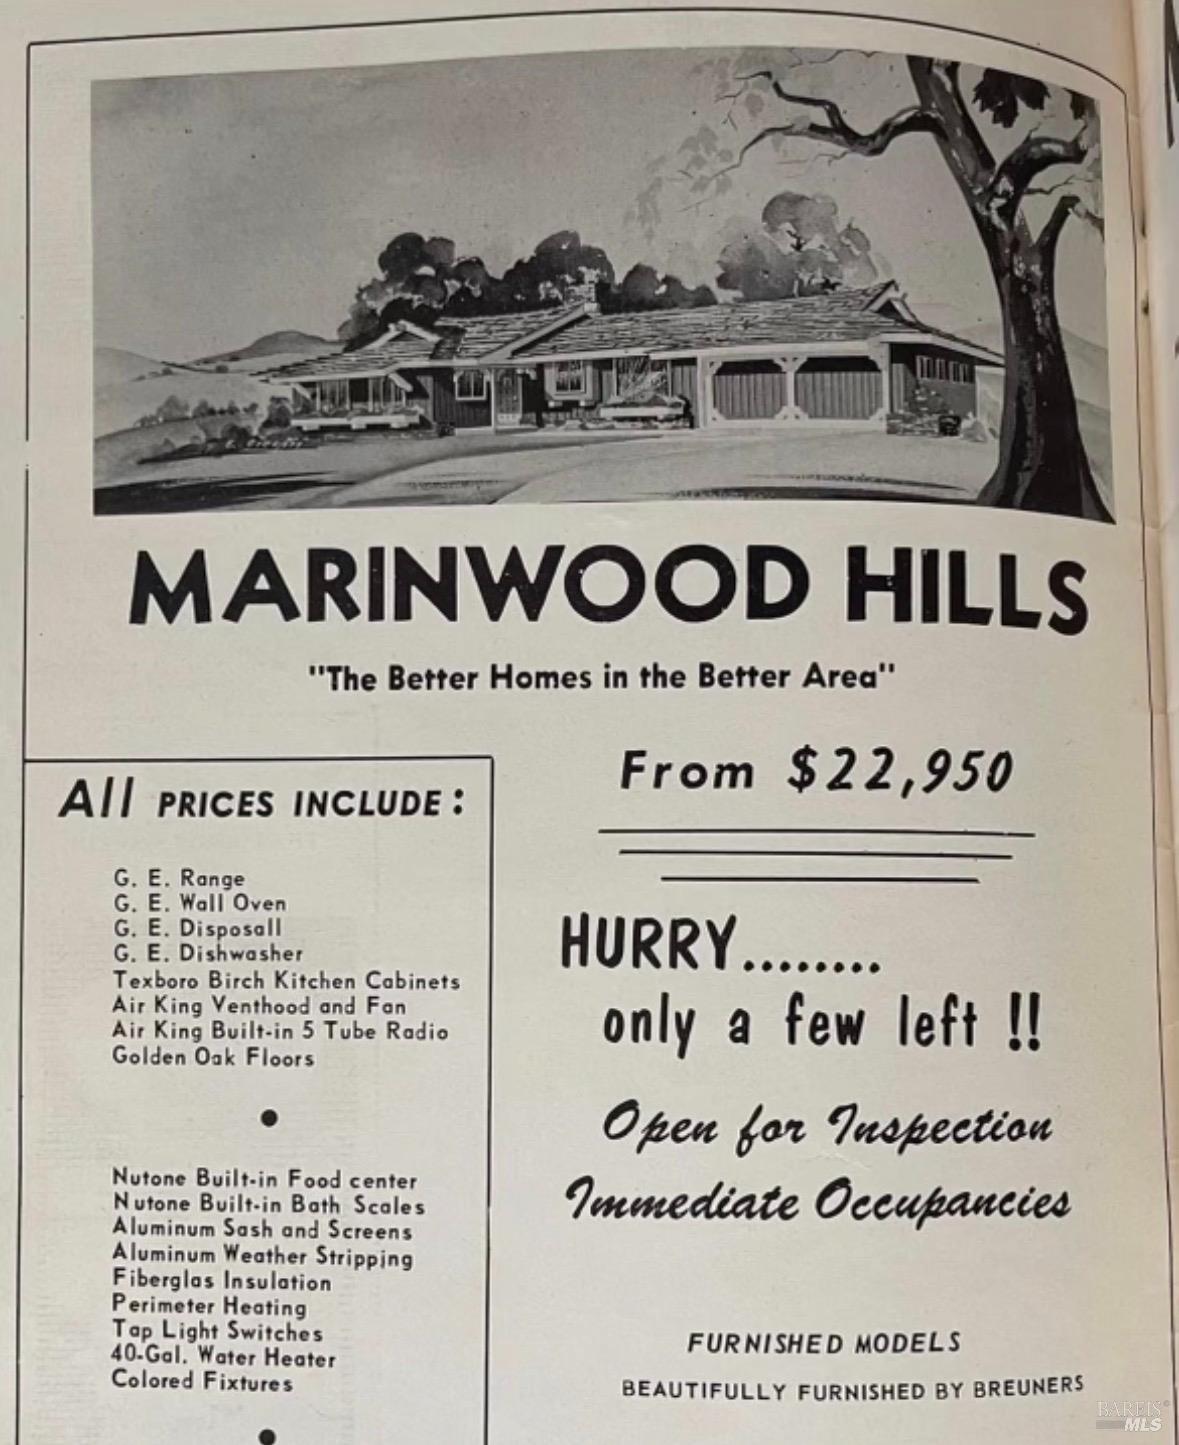 MARINWOOD HILLS
"The Better Homes in the Better Area"
From $22,950
All PRICES INCLUDE:
G. E. Range
G. E. Wall Oven
G. E. Disposall
G. E. Dishwasher
Texboro Birch Kitchen Cabinets
Air King Venthood and Fan
Air King Built-in 5 Tube Radio
Golden Oak Floors
Nutone Built-in Food center
Nutone Built-in Bath Scales
Aluminum Sash and Screens
Aluminum Weather Stripping
Fiberglas Insulation
Perimeter Heating
Tap Light Switches
40-Gal. Water Heater
Colored Fixtures
HURRY........
only a few left !!
Open for Inspection
Immediate Occupancies
FURNISHED MODELS
BEAUTIFULLY FURNISHED BY BREUNERS
BAREIS®
MLS